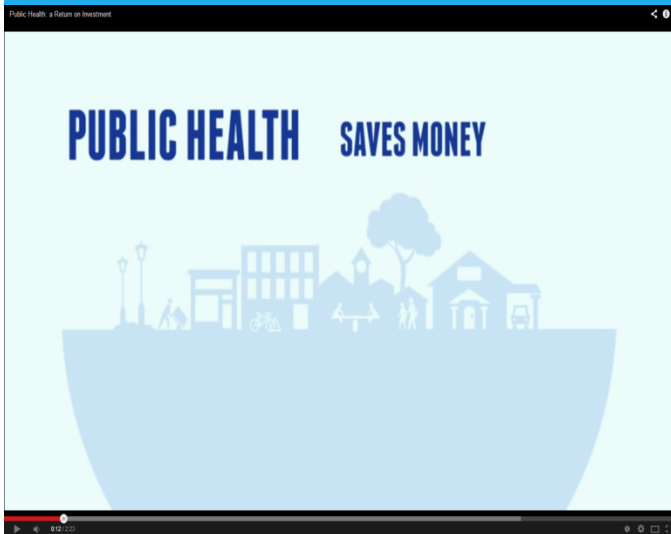 Public Health: a Return on Investment
PUBLIC HEALTH SAVES MONEY
0:12 / 2:23